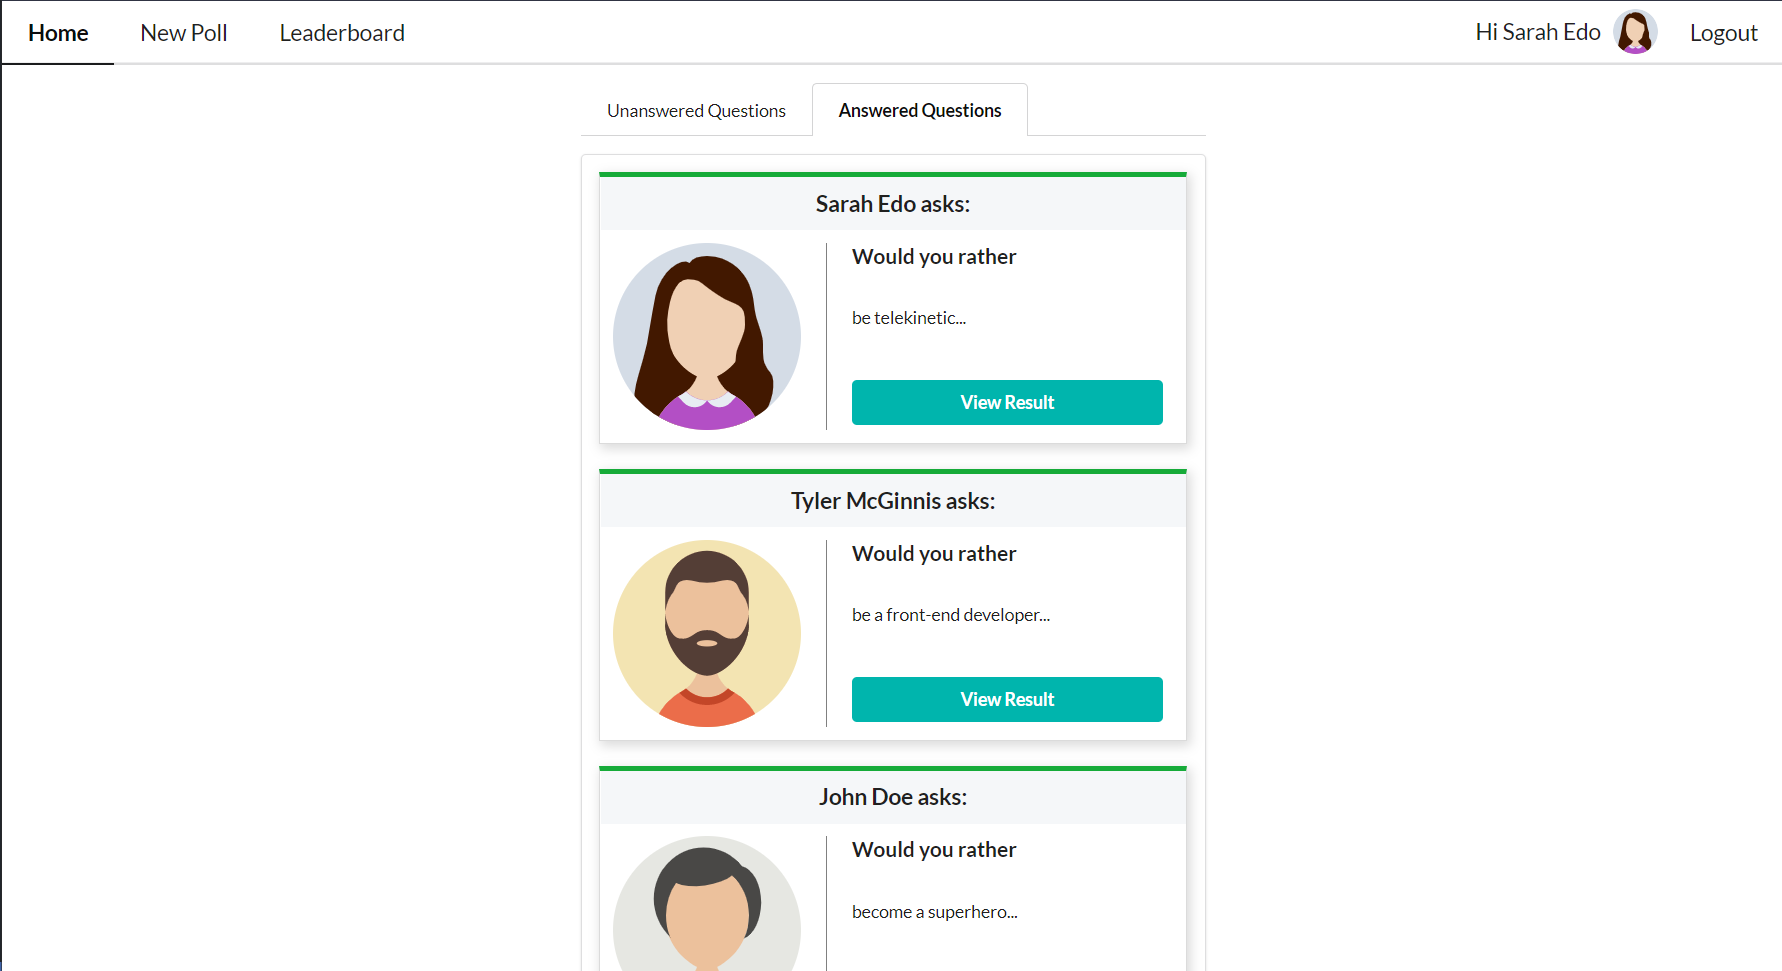 Home New Poll Leaderboard Hi Sarah Edo Logout
Unanswered Questions Answered Questions
Sarah Edo asks:
Would you rather
be telekinetic...
View Result
Tyler McGinnis asks:
Would you rather
be a front-end developer...
View Result
John Doe asks:
Would you rather
become a superhero...